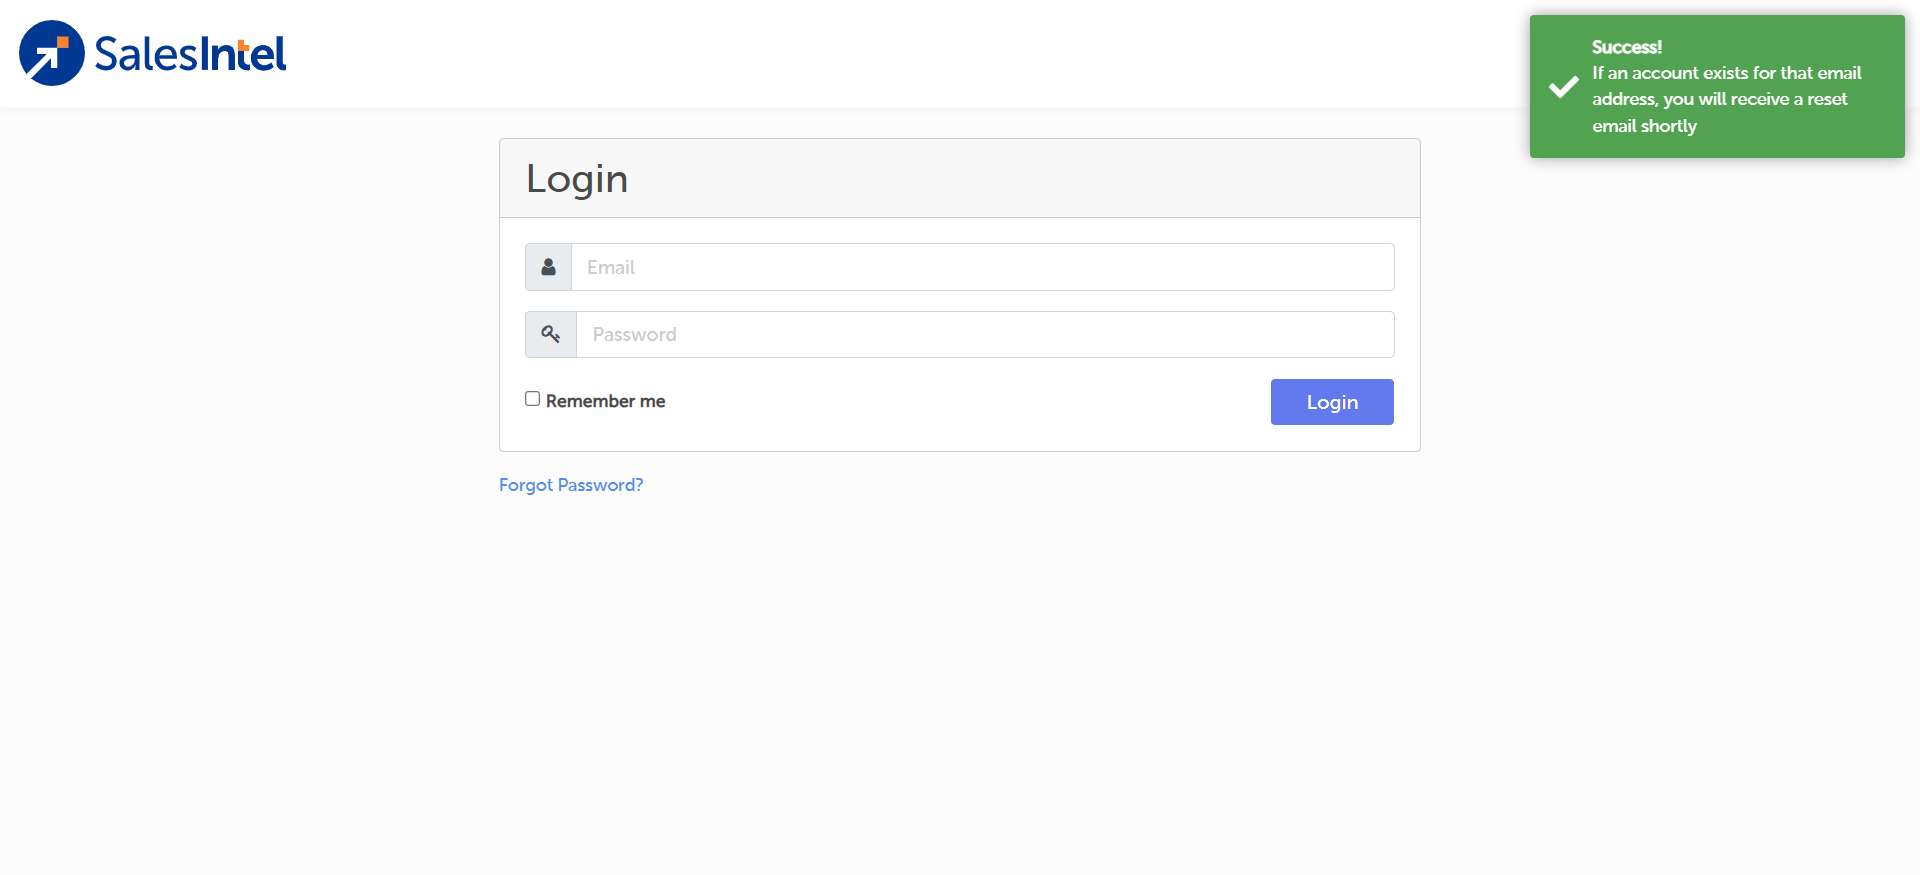 SalesIntel
Success!
If an account exists for that email
address, you will receive a reset
email shortly
Login
Email
Password
Remember me
Login
Forgot Password?